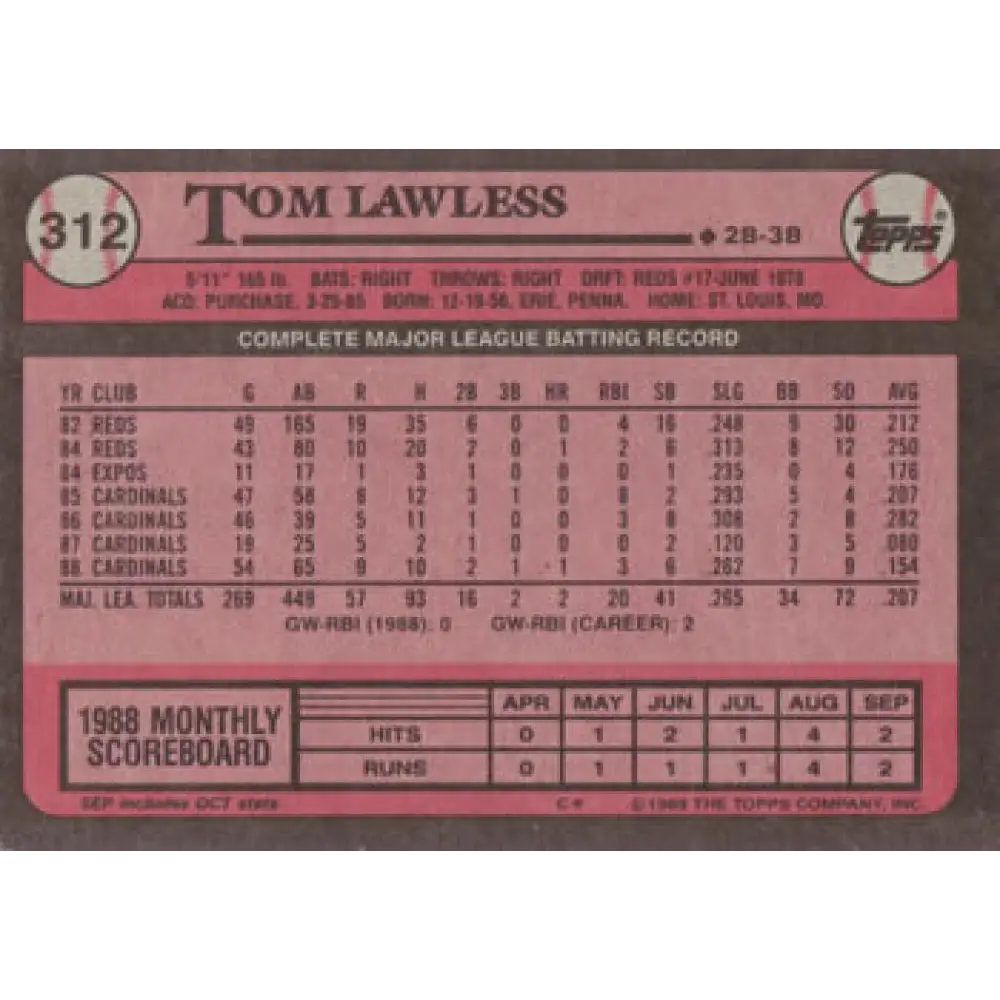 312 TOM LAWLESS ◆ 2B-3B TOPPS®
5'11" 165 lb. BATS: RIGHT THROWS: RIGHT DRFT: REDS #17-JUNE 1978
ACQ: PURCHASE, 3-25-85 BORN: 12-19-56, ERIE, PENNA. HOME: ST. LOUIS, MO.
COMPLETE MAJOR LEAGUE BATTING RECORD
YR CLUB G AB R H 2B 3B HR RBI SB SLG BB SO AVG
82 REDS 49 165 19 35 6 0 0 4 16 .248 9 30 .212
84 REDS 43 80 10 20 2 0 1 2 6 .313 8 12 .250
84 EXPOS 11 17 1 3 1 0 0 0 1 .235 0 4 .176
85 CARDINALS 47 58 8 12 3 1 0 8 2 .293 5 4 .207
86 CARDINALS 46 39 5 11 1 0 0 3 8 .308 2 8 .282
87 CARDINALS 19 25 5 2 1 0 0 0 2 .120 3 5 .080
88 CARDINALS 54 65 9 10 2 1 1 3 6 .262 7 9 .154
MAJ. LEA. TOTALS 269 449 57 93 16 2 2 20 41 .265 34 72 .207
GW-RBI (1988): 0 GW-RBI (CAREER): 2
1988 MONTHLY
SCOREBOARD
APR MAY JUN JUL AUG SEP
HITS 0 1 2 1 4 2
RUNS 0 1 1 1 4 2
SEP includes OCT stats C* © 1989 THE TOPPS COMPANY, INC.